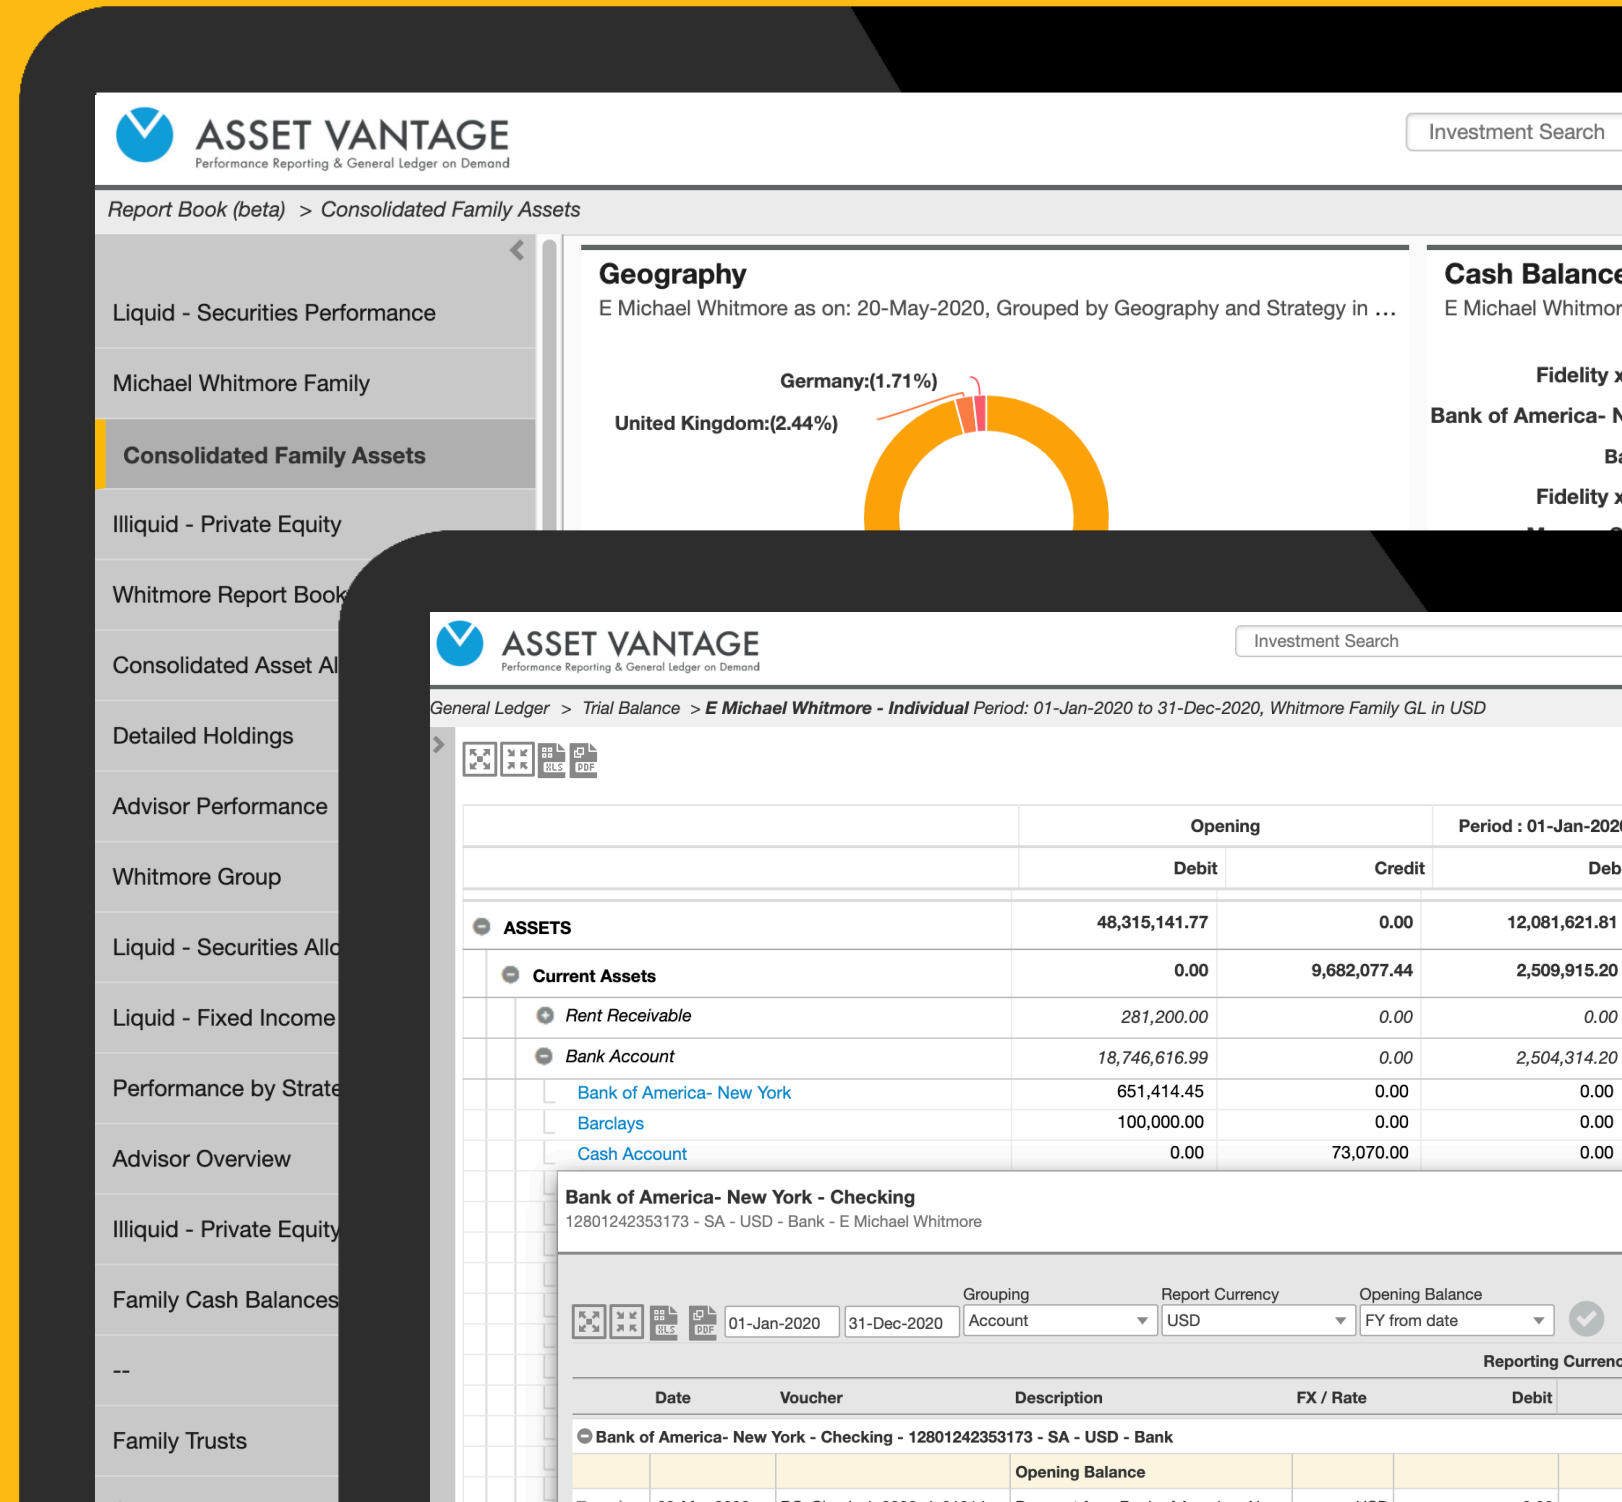 ASSET VANTAGE
Performance Reporting & General Ledger on Demand
Investment Search
Report Book (beta) > Consolidated Family Assets
Liquid - Securities Performance
Michael Whitmore Family
Consolidated Family Assets
Illiquid - Private Equity
Whitmore Report Book
Consolidated Asset Al
Detailed Holdings
Advisor Performance
Whitmore Group
Liquid - Securities Allo
Liquid - Fixed Income
Performance by Strate
Advisor Overview
Illiquid - Private Equity
Family Cash Balances
--
Family Trusts
Geography
E Michael Whitmore as on: 20-May-2020, Grouped by Geography and Strategy in ...
Germany:(1.71%)
United Kingdom:(2.44%)
Cash Balance
E Michael Whitmor
Fidelity x
Bank of America- N
Ba
Fidelity x
ASSET VANTAGE
Performance Reporting & General Ledger on Demand
Investment Search
General Ledger > Trial Balance > E Michael Whitmore - Individual Period: 01-Jan-2020 to 31-Dec-2020, Whitmore Family GL in USD
XLS PDF
Opening Period : 01-Jan-2020
Debit Credit Deb
ASSETS 48,315,141.77 0.00 12,081,621.81
Current Assets 0.00 9,682,077.44 2,509,915.20
Rent Receivable 281,200.00 0.00 0.00
Bank Account 18,746,616.99 0.00 2,504,314.20
Bank of America- New York 651,414.45 0.00 0.00
Barclays 100,000.00 0.00 0.00
Cash Account 0.00 73,070.00 0.00
Bank of America- New York - Checking
12801242353173 - SA - USD - Bank - E Michael Whitmore
Grouping Report Currency Opening Balance
XLS PDF 01-Jan-2020 31-Dec-2020 Account USD FY from date
Reporting Currenc
Date Voucher Description FX / Rate Debit
Bank of America- New York - Checking - 12801242353173 - SA - USD - Bank
Opening Balance